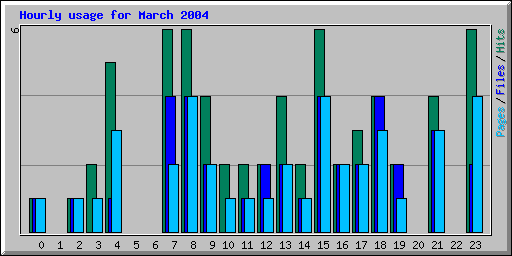 Hourly usage for March 2004
6
Pages/Files/Hits
0 1 2 3 4 5 6 7 8 9 10 11 12 13 14 15 16 17 18 19 20 21 22 23